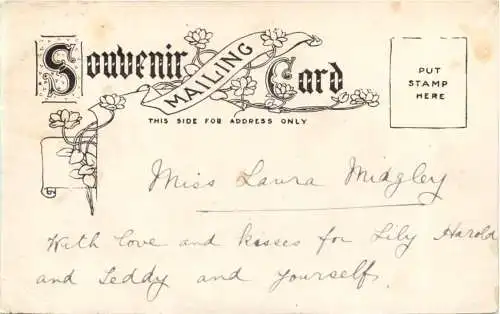 Souvenir MAILING Card
THIS SIDE FOR ADDRESS ONLY
PUT
STAMP
HERE
Miss Laura Midgley
With love and kisses for Lily Harold
and Teddy and yourself